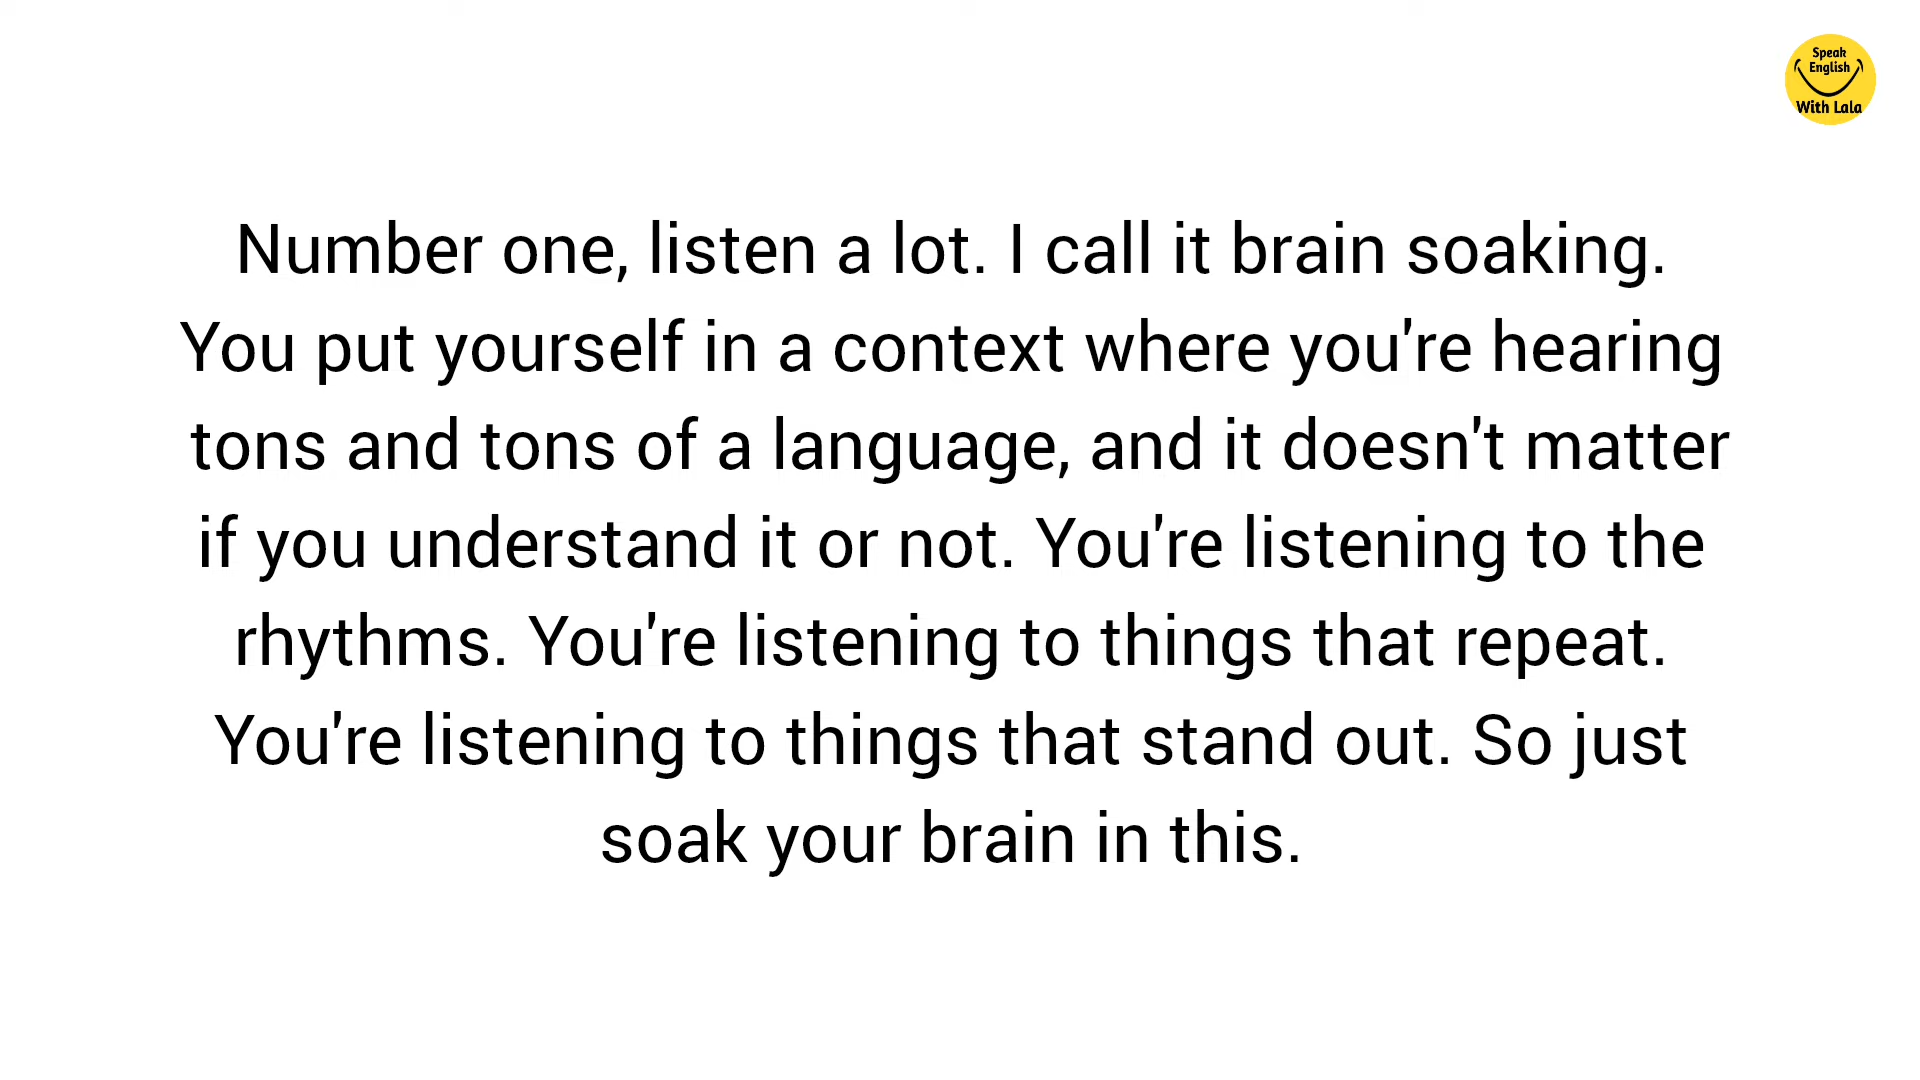 Speak
English
With Lala
Number one, listen a lot. I call it brain soaking.
You put yourself in a context where you're hearing
tons and tons of a language, and it doesn't matter
if you understand it or not. You're listening to the
rhythms. You're listening to things that repeat.
You're listening to things that stand out. So just
soak your brain in this.